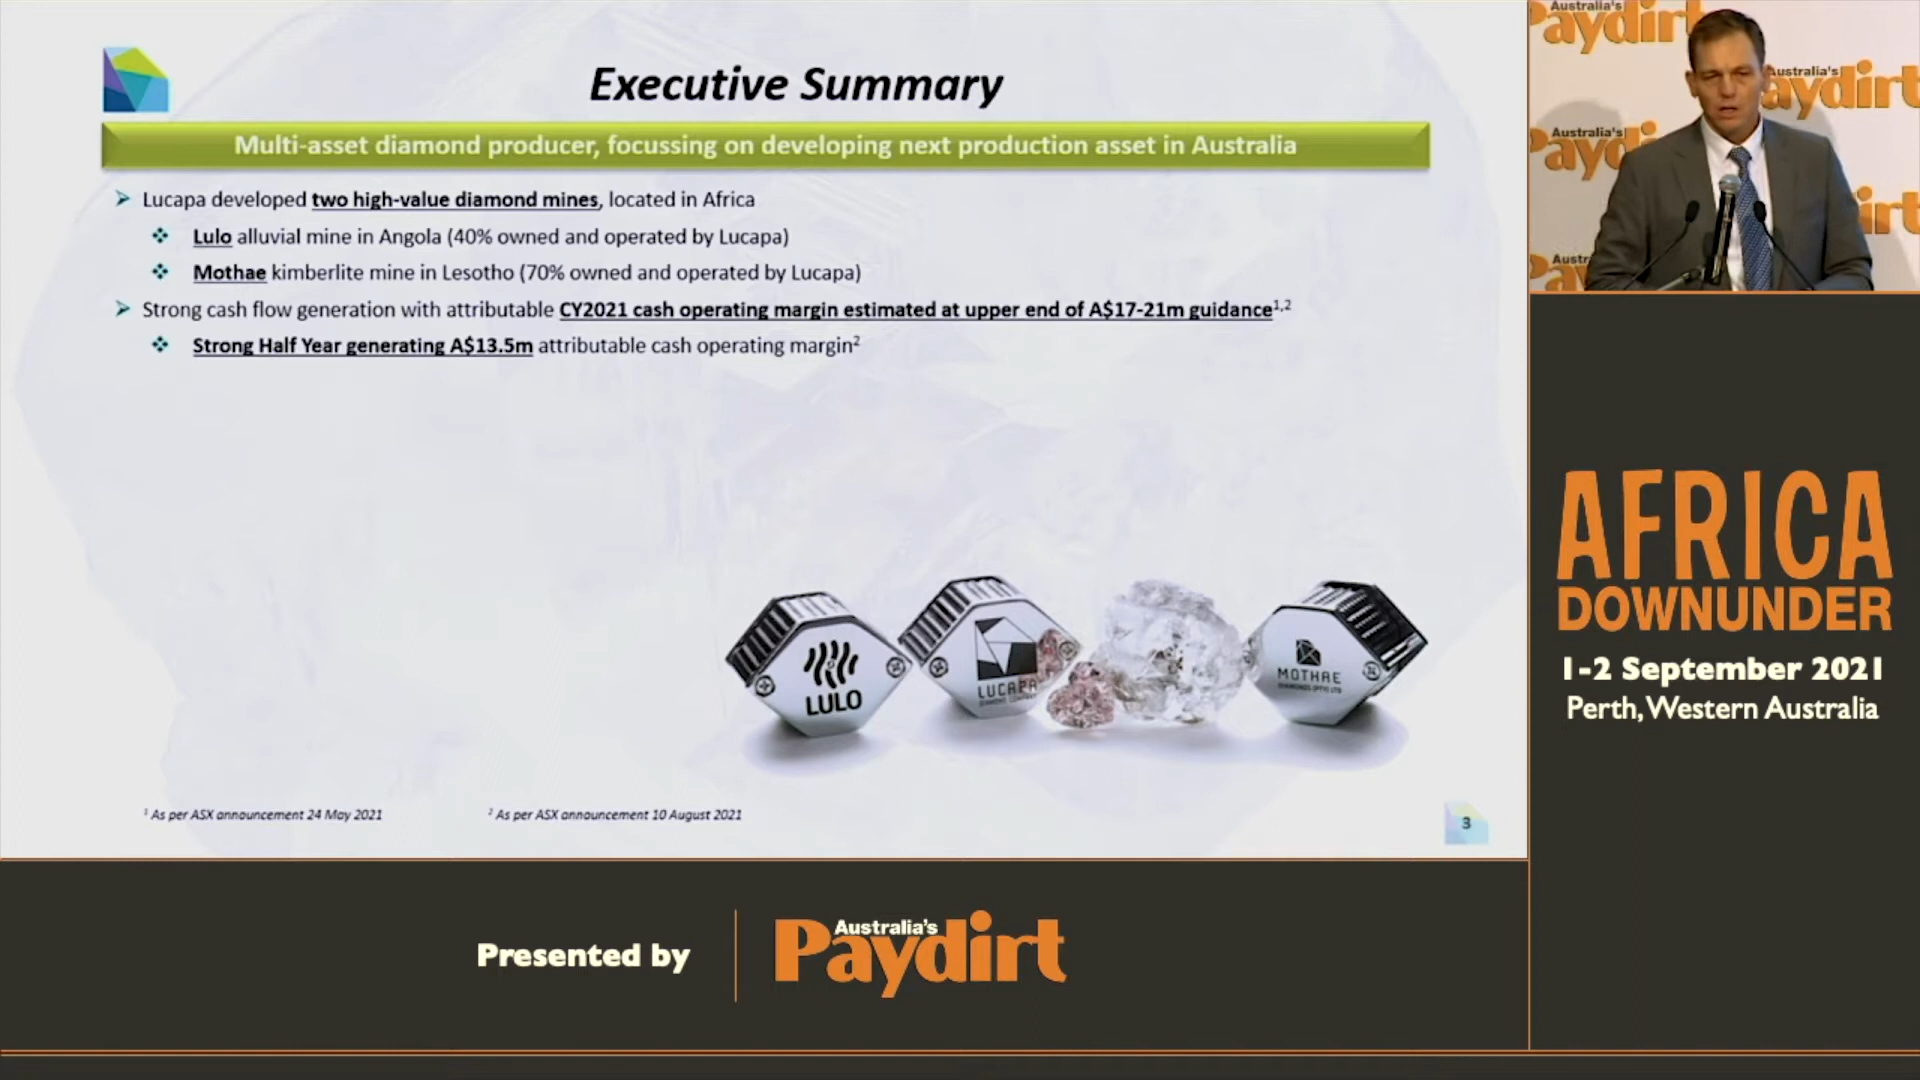 Executive Summary
Multi-asset diamond producer, focussing on developing next production asset in Australia
Lucapa developed two high-value diamond mines, located in Africa
Lulo alluvial mine in Angola (40% owned and operated by Lucapa)
Mothae kimberlite mine in Lesotho (70% owned and operated by Lucapa)
Strong cash flow generation with attributable CY2021 cash operating margin estimated at upper end of A$17-21m guidance1,2
Strong Half Year generating A$13.5m attributable cash operating margin2
LULO
LUCAPA
DIAMOND COMPANY
MOTHAE
1 As per ASX announcement 24 May 2021
2 As per ASX announcement 10 August 2021
3
Australia's
Paydirt
Australia's
aydirt
Australia's
Payd
irt
AFRICA
DOWNUNDER
1-2 September 2021
Perth, Western Australia
Presented by
Australia's
Paydirt